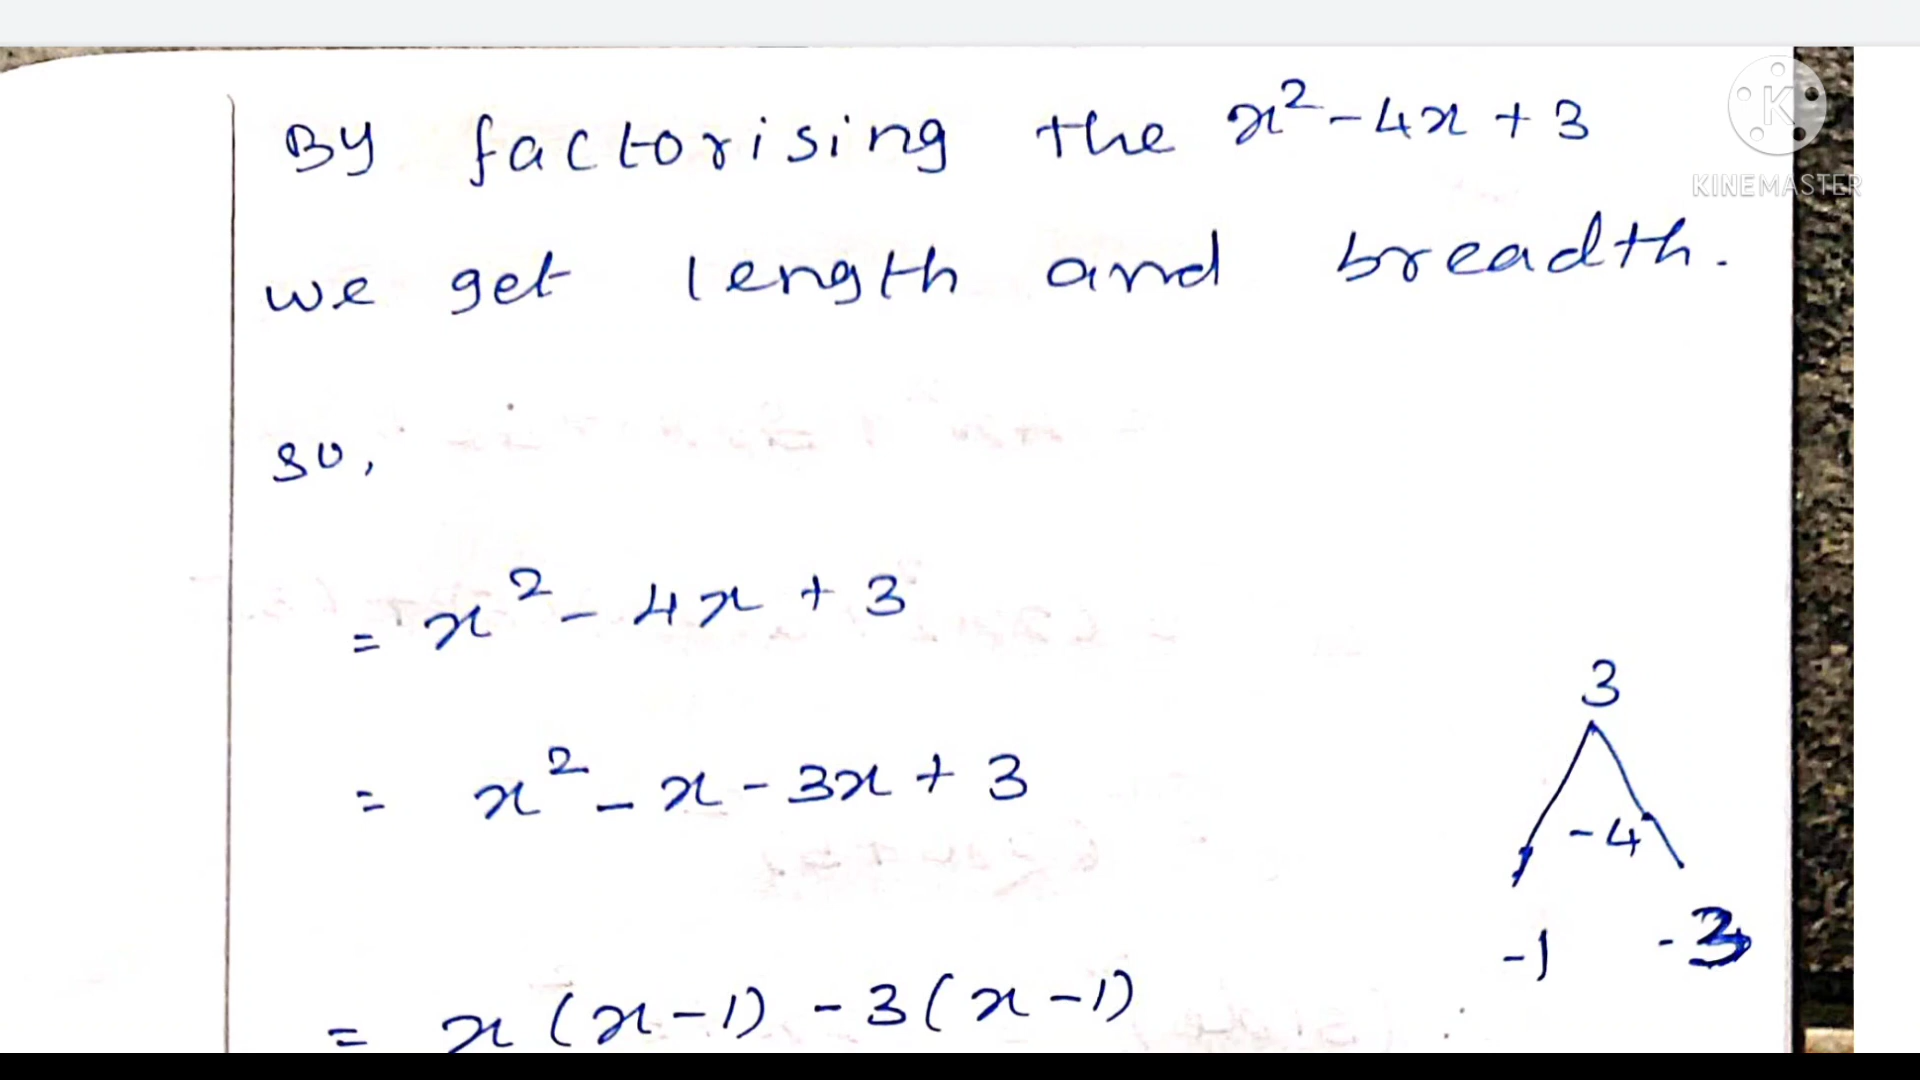 By factorising the x² - 4x + 3
KINEMASTER
we get length and breadth.
so,
= x² - 4x + 3
3
= x² - x - 3x + 3
-4
-1 -3
= x (x-1) - 3 (x-1)